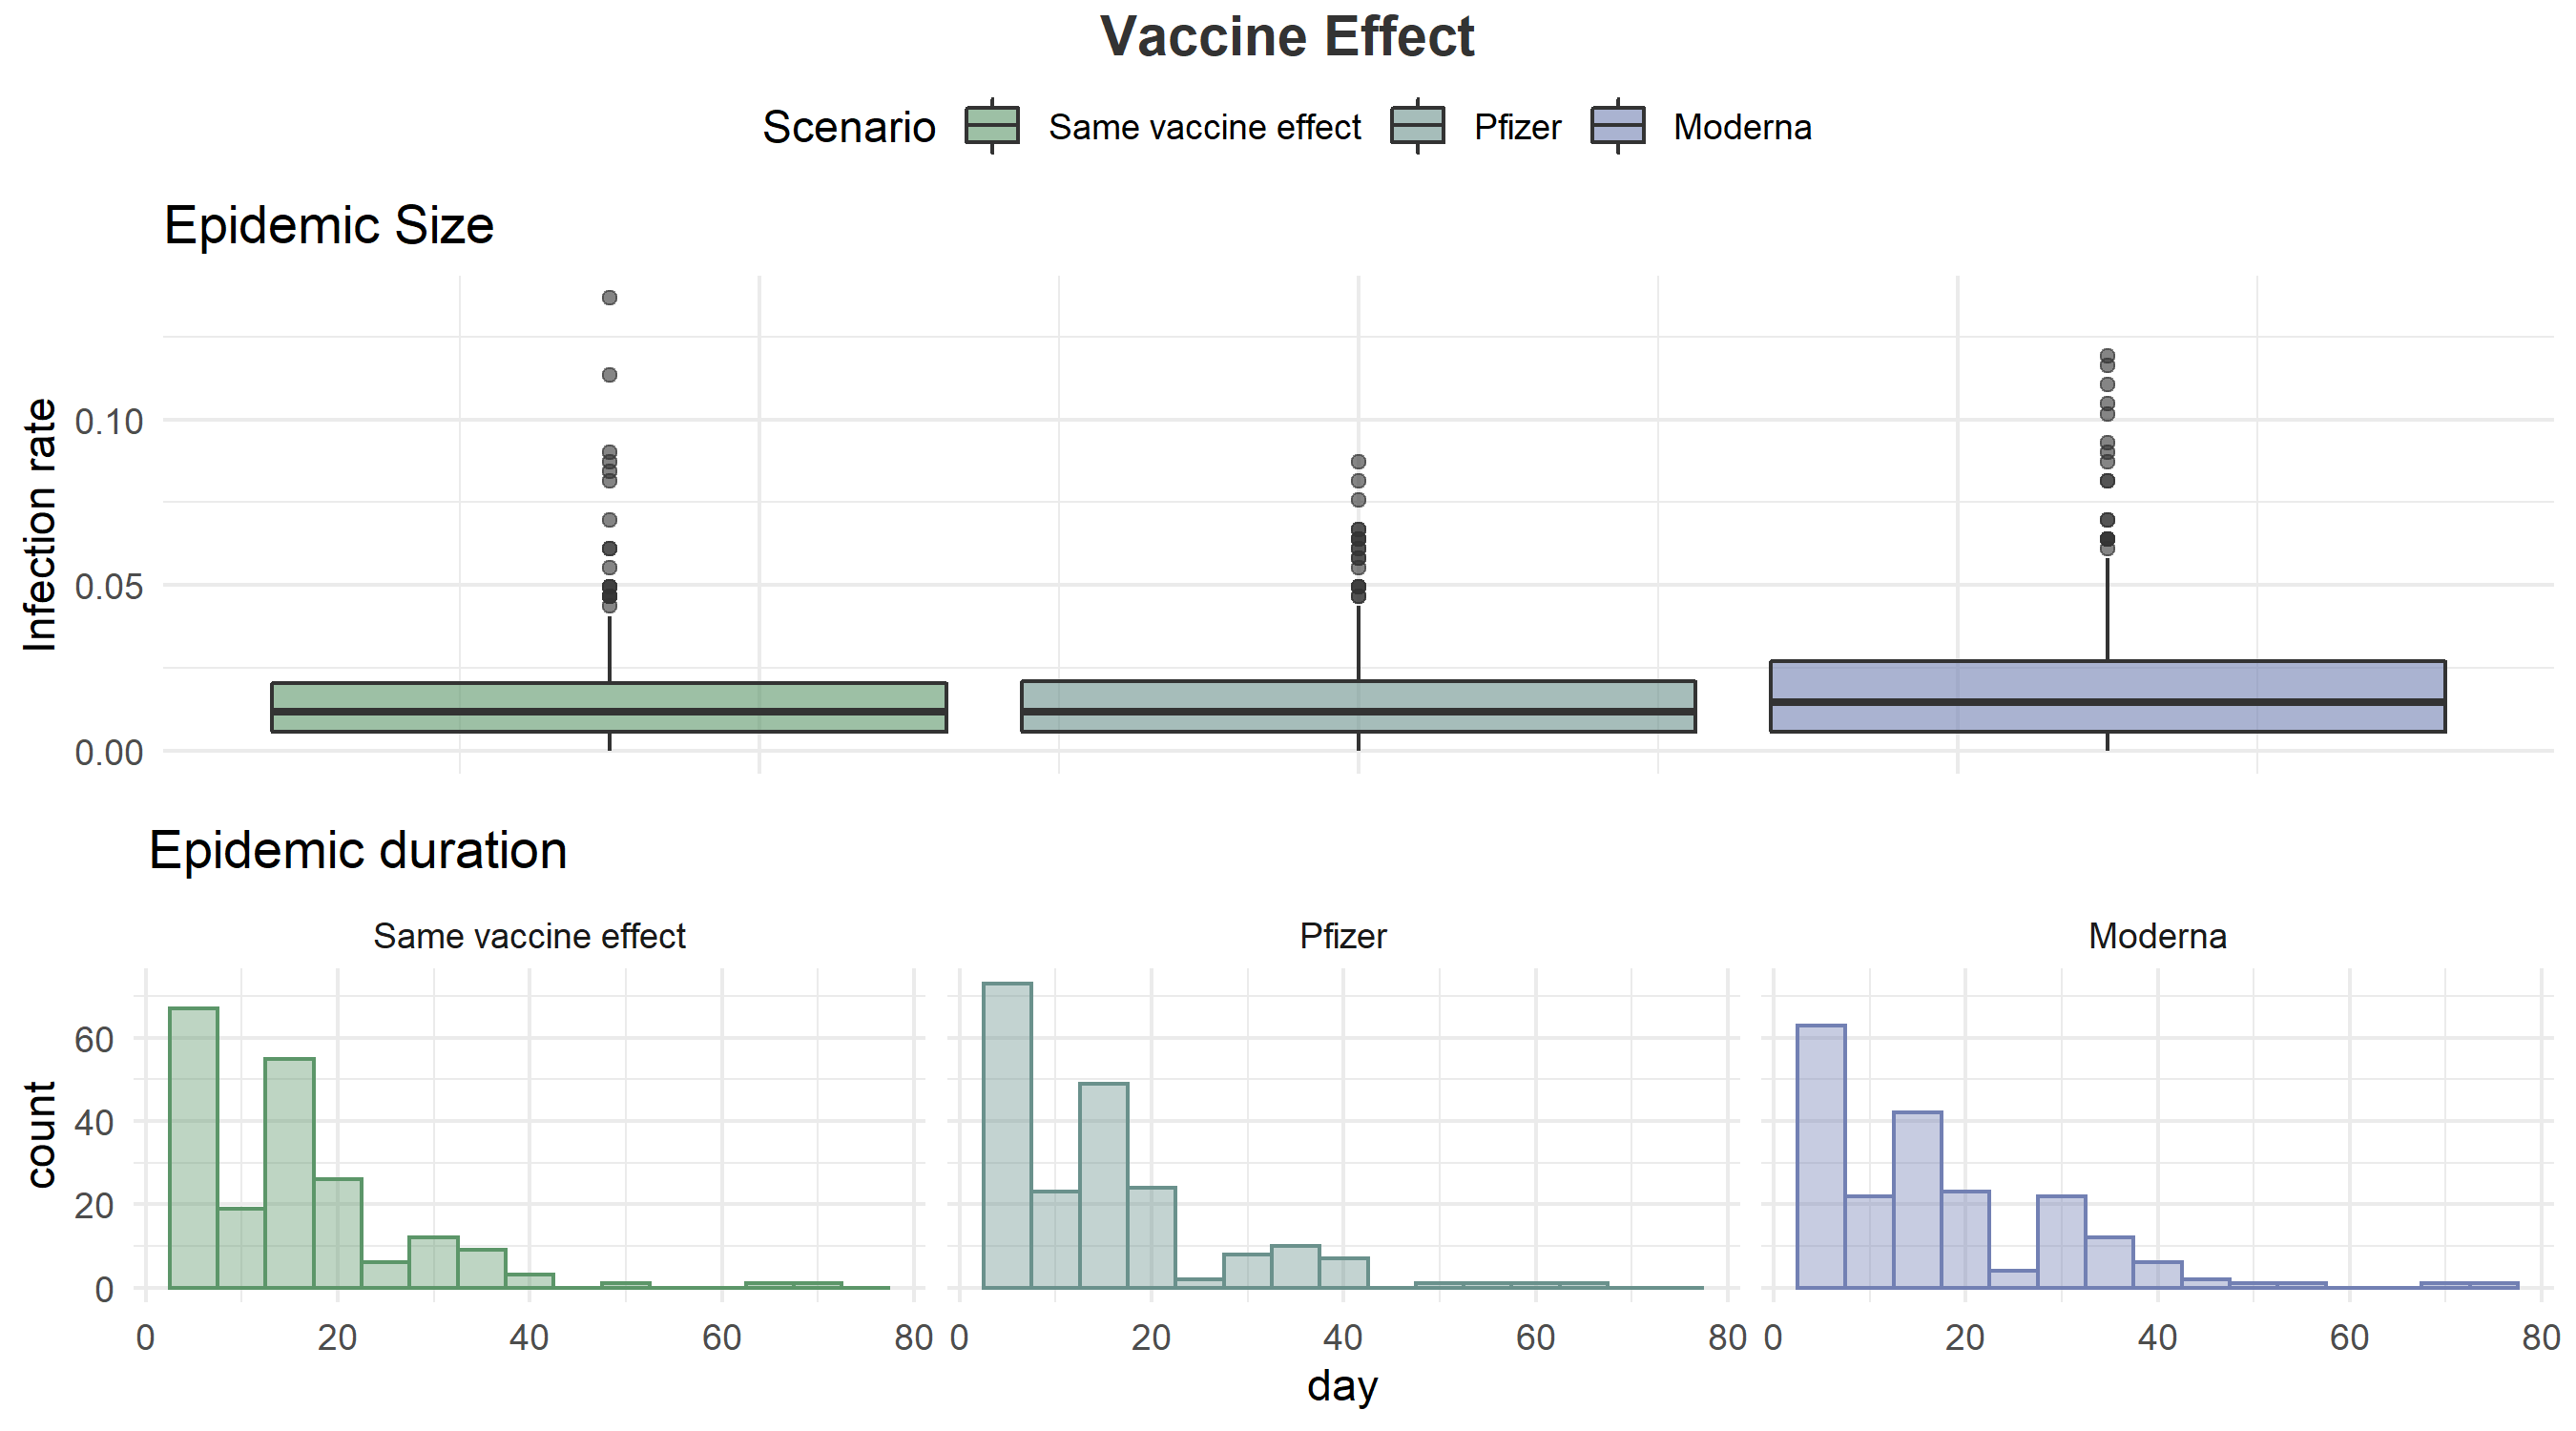 Vaccine Effect
Scenario Same vaccine effect Pfizer Moderna
Epidemic Size
Infection rate
0.10
0.05
0.00
Epidemic duration
Same vaccine effect Pfizer Moderna
count
60
40
20
0
0 20 40 60 80 0 20 40 60 80 0 20 40 60 80
day